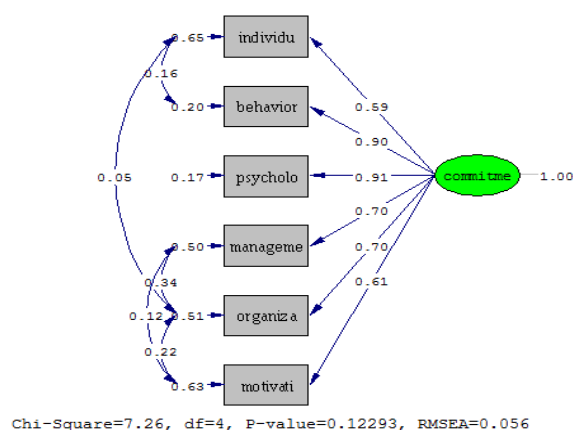 0.65 individu
0.16
0.59
0.20 behavior
0.90
0.05
0.17 psycholo
0.91
commitme 1.00
0.50 manageme
0.70
0.34
0.70
0.12
0.51 organiza
0.61
0.22
0.63 motivati
Chi-Square=7.26, df=4, P-value=0.12293, RMSEA=0.056